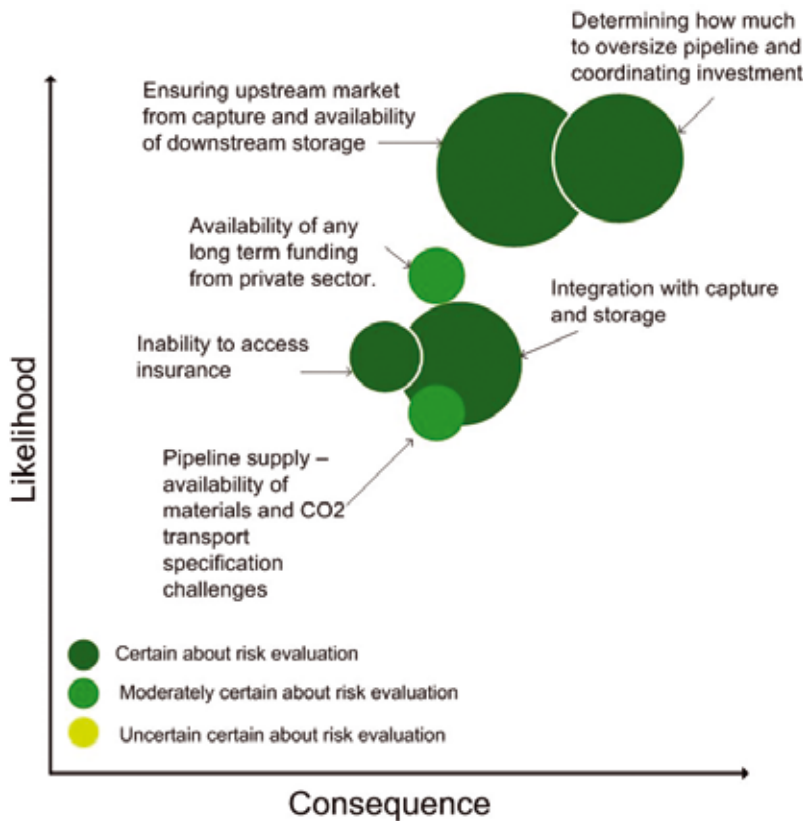 Determining how much
to oversize pipeline and
coordinating investment
Ensuring upstream market
from capture and availability
of downstream storage
Availability of any
long term funding
from private sector.
Integration with capture
and storage
Inability to access
insurance
Pipeline supply –
availability of
materials and CO2
transport
specification
challenges
Likelihood
Certain about risk evaluation
Moderately certain about risk evaluation
Uncertain certain about risk evaluation
Consequence